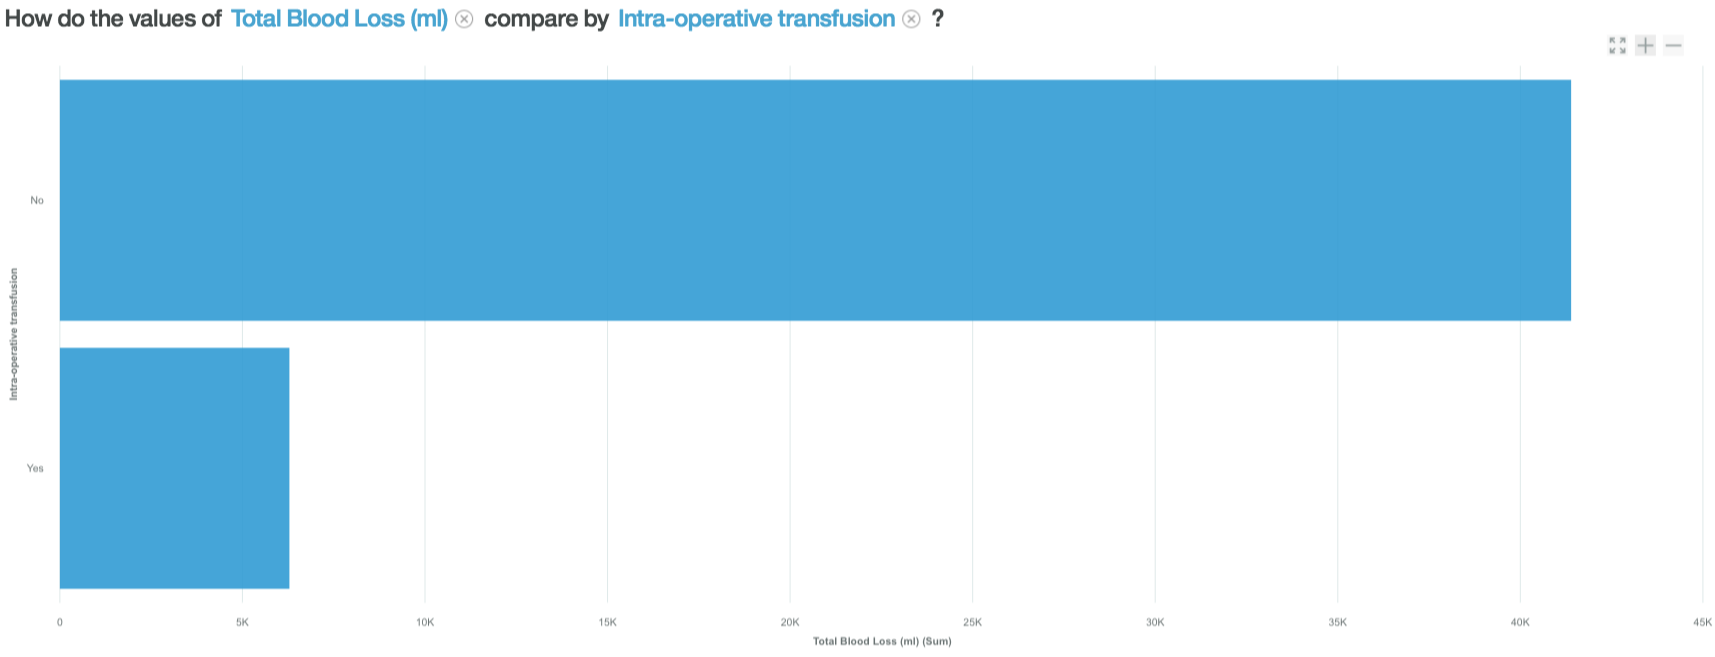 How do the values of Total Blood Loss (ml) compare by Intra-operative transfusion ?
No
Intra-operative transfusion
Yes
0 5K 10K 15K 20K 25K 30K 35K 40K 45K
Total Blood Loss (ml) (Sum)